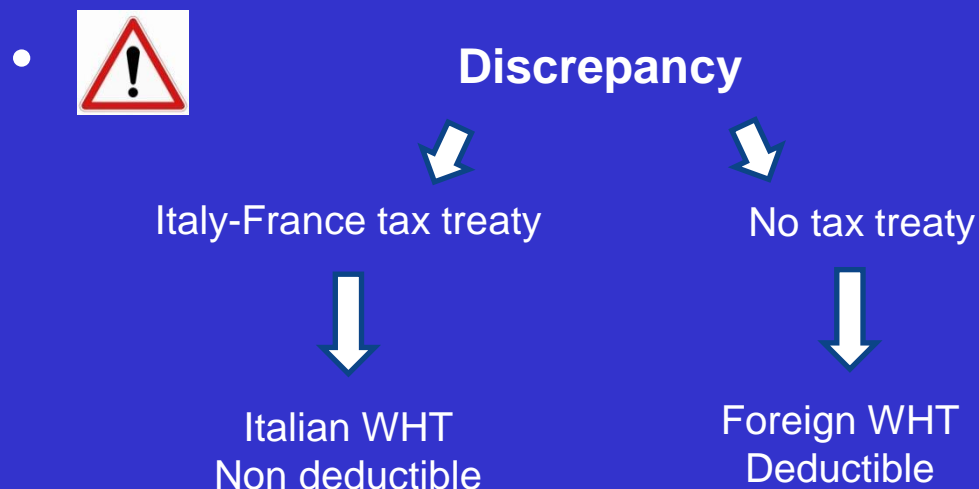 • Discrepancy
Italy-France tax treaty
No tax treaty
Italian WHT
Non deductible
Foreign WHT
Deductible